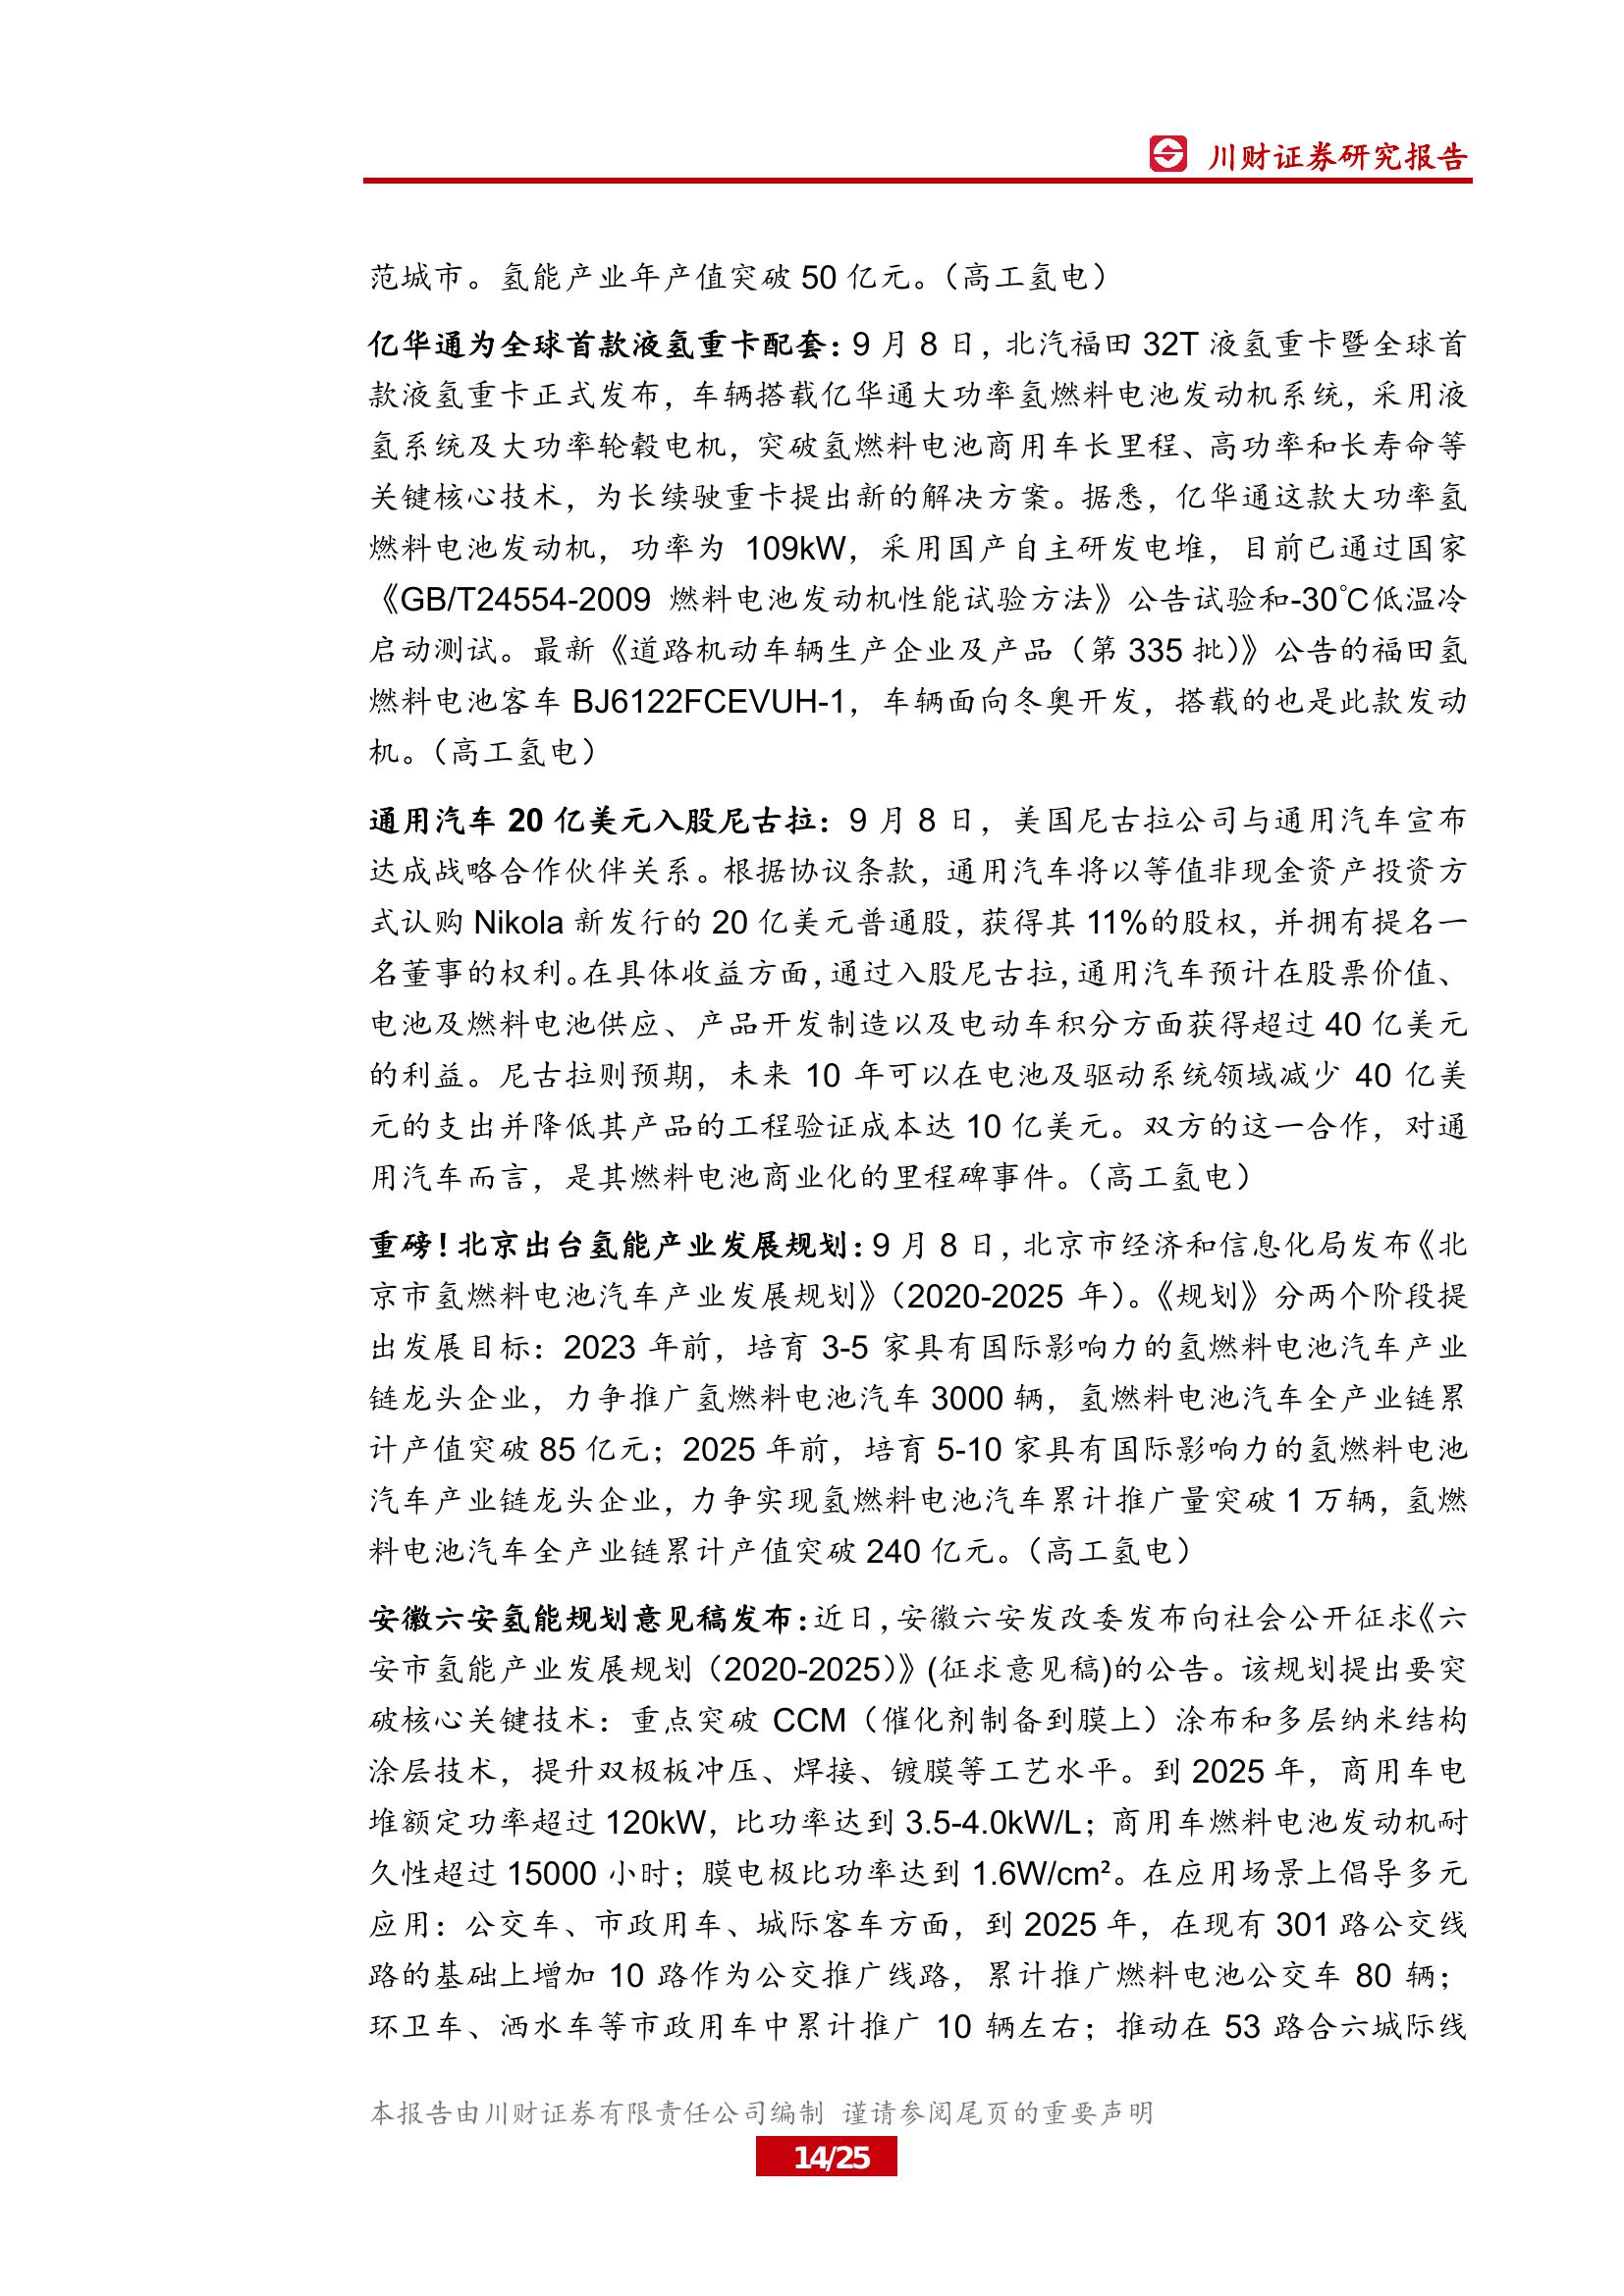 川财证券研究报告
范城市。氢能产业年产值突破 50 亿元。（高工氢电）
亿华通为全球首款液氢重卡配套：9 月 8 日，北汽福田 32T 液氢重卡暨全球首
款液氢重卡正式发布，车辆搭载亿华通大功率氢燃料电池发动机系统，采用液
氢系统及大功率轮毂电机，突破氢燃料电池商用车长里程、高功率和长寿命等
关键核心技术，为长续驶重卡提出新的解决方案。据悉，亿华通这款大功率氢
燃料电池发动机，功率为 109kW，采用国产自主研发电堆，目前已通过国家
《GB/T24554-2009 燃料电池发动机性能试验方法》公告试验和-30℃低温冷
启动测试。最新《道路机动车辆生产企业及产品（第 335 批）》公告的福田氢
燃料电池客车 BJ6122FCEVUH-1，车辆面向冬奥开发，搭载的也是此款发动
机。（高工氢电）
通用汽车 20 亿美元入股尼古拉：9 月 8 日，美国尼古拉公司与通用汽车宣布
达成战略合作伙伴关系。根据协议条款，通用汽车将以等值非现金资产投资方
式认购 Nikola 新发行的 20 亿美元普通股，获得其 11%的股权，并拥有提名一
名董事的权利。在具体收益方面，通过入股尼古拉，通用汽车预计在股票价值、
电池及燃料电池供应、产品开发制造以及电动车积分方面获得超过 40 亿美元
的利益。尼古拉则预期，未来 10 年可以在电池及驱动系统领域减少 40 亿美
元的支出并降低其产品的工程验证成本达 10 亿美元。双方的这一合作，对通
用汽车而言，是其燃料电池商业化的里程碑事件。（高工氢电）
重磅！北京出台氢能产业发展规划：9 月 8 日，北京市经济和信息化局发布《北
京市氢燃料电池汽车产业发展规划》（2020-2025 年）。《规划》分两个阶段提
出发展目标：2023 年前，培育 3-5 家具有国际影响力的氢燃料电池汽车产业
链龙头企业，力争推广氢燃料电池汽车 3000 辆，氢燃料电池汽车全产业链累
计产值突破 85 亿元；2025 年前，培育 5-10 家具有国际影响力的氢燃料电池
汽车产业链龙头企业，力争实现氢燃料电池汽车累计推广量突破 1 万辆，氢燃
料电池汽车全产业链累计产值突破 240 亿元。（高工氢电）
安徽六安氢能规划意见稿发布：近日，安徽六安发改委发布向社会公开征求《六
安市氢能产业发展规划（2020-2025）》(征求意见稿)的公告。该规划提出要突
破核心关键技术：重点突破 CCM（催化剂制备到膜上）涂布和多层纳米结构
涂层技术，提升双极板冲压、焊接、镀膜等工艺水平。到 2025 年，商用车电
堆额定功率超过 120kW，比功率达到 3.5-4.0kW/L；商用车燃料电池发动机耐
久性超过 15000 小时；膜电极比功率达到 1.6W/cm²。在应用场景上倡导多元
应用：公交车、市政用车、城际客车方面，到 2025 年，在现有 301 路公交线
路的基础上增加 10 路作为公交推广线路，累计推广燃料电池公交车 80 辆；
环卫车、洒水车等市政用车中累计推广 10 辆左右；推动在 53 路合六城际线
本报告由川财证券有限责任公司编制 谨请参阅尾页的重要声明
14/25